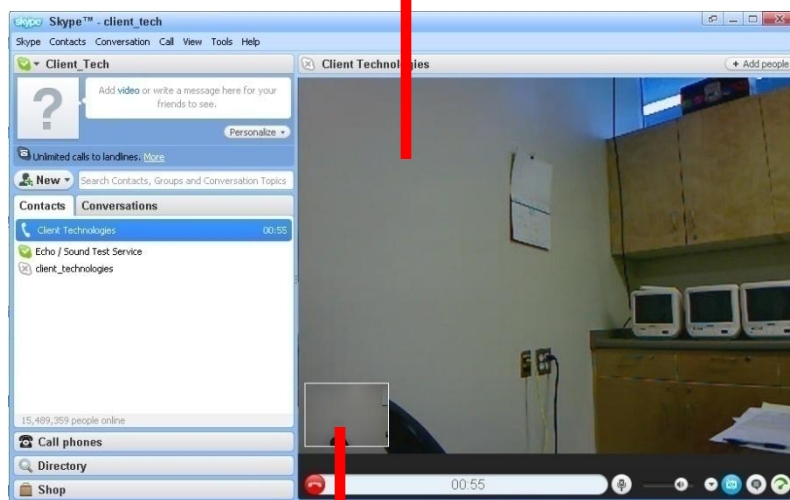 skype Skype™ - client_tech
Skype Contacts Conversation Call View Tools Help
Client_Tech
Add video or write a message here for your
friends to see.
Personalize
Unlimited calls to landlines. More
New Search Contacts, Groups and Conversation Topics
Contacts Conversations
Client Technologies 00:55
Echo / Sound Test Service
client_technologies
15,489,359 people online
Call phones
Directory
Shop
Client Technologies + Add people
00:55